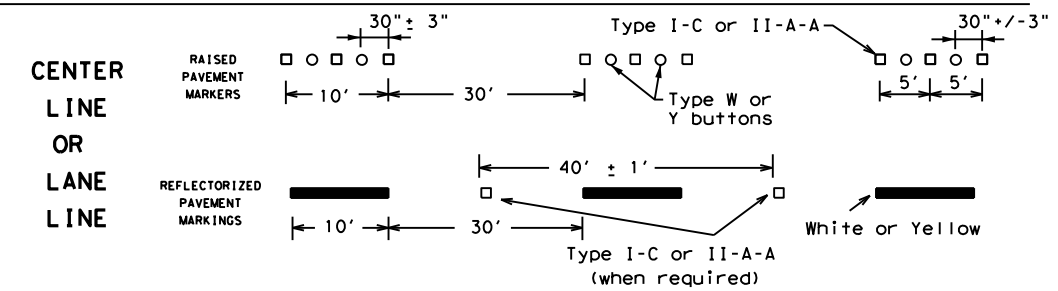 CENTER
LINE
OR
LANE
LINE
RAISED
PAVEMENT
MARKERS
30"± 3"
10'
30'
Type I-C or II-A-A
Type W or
Y buttons
30"+/-3"
5'
5'
REFLECTORIZED
PAVEMENT
MARKINGS
10'
30'
40' ± 1'
Type I-C or II-A-A
(when required)
White or Yellow